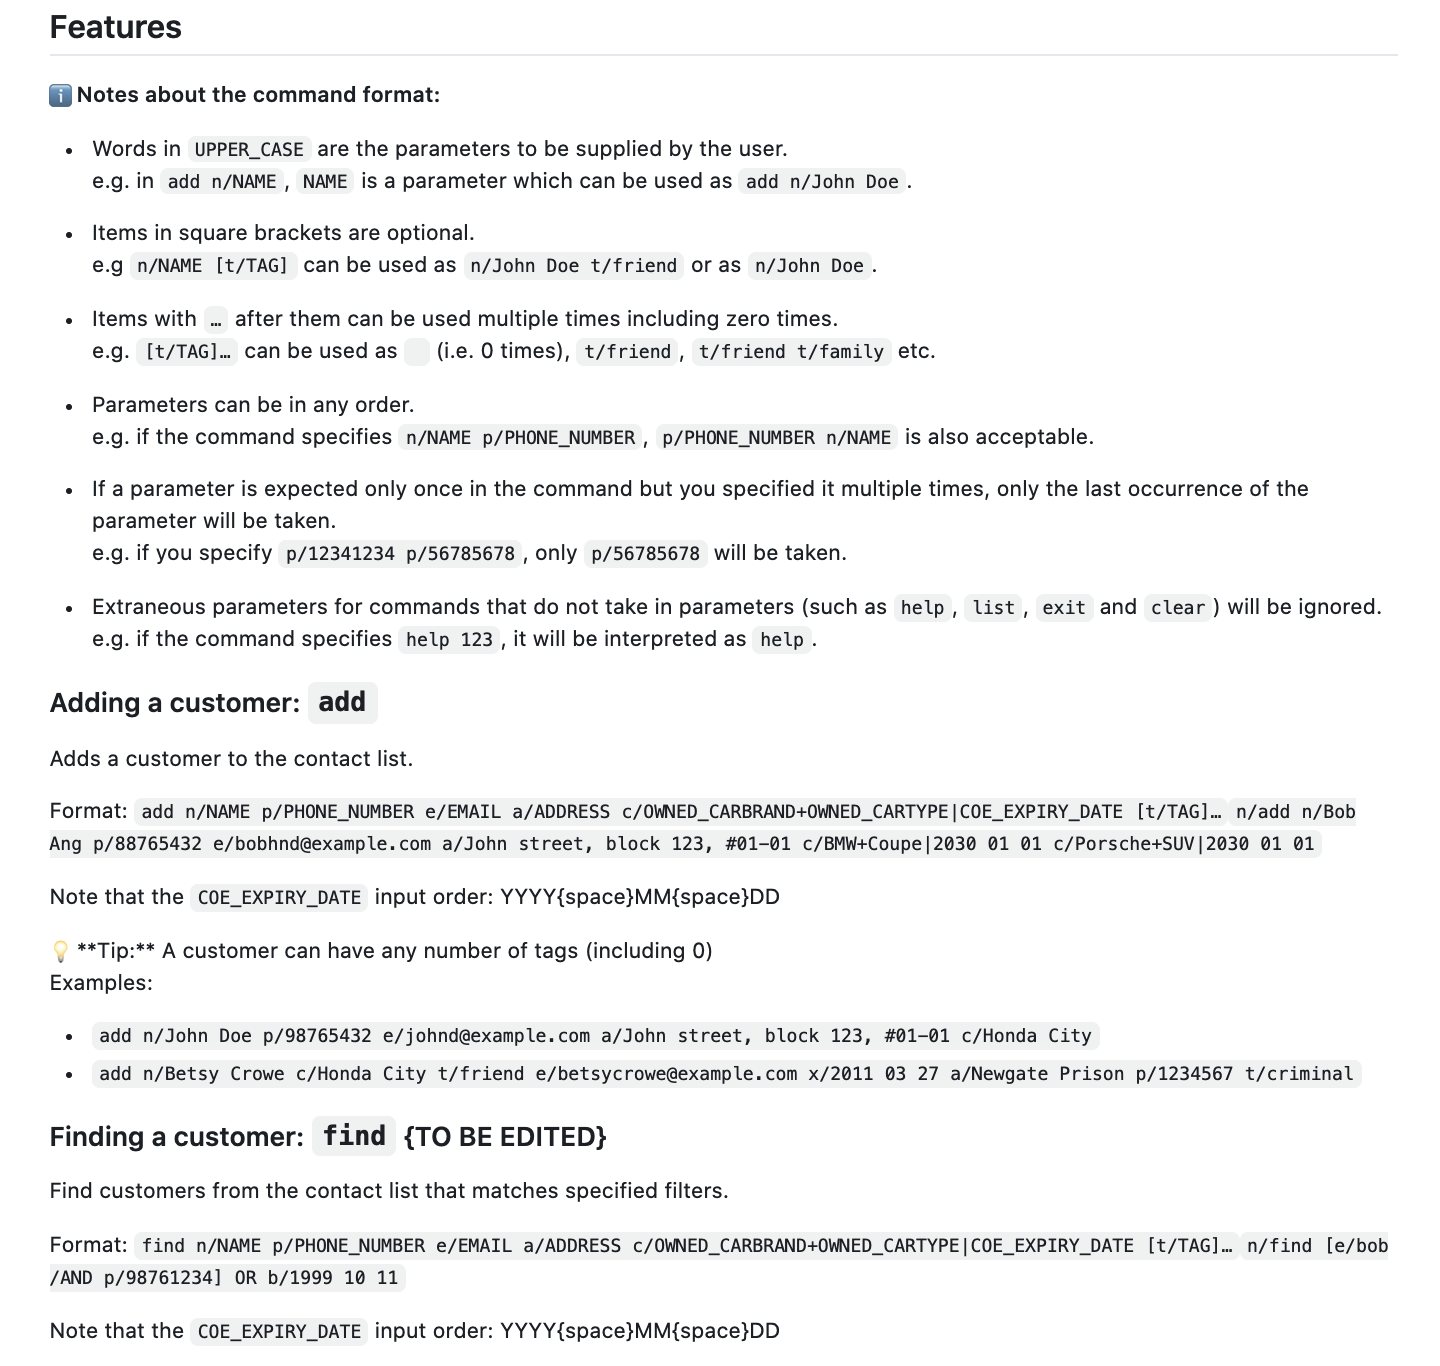 Features
ℹ️ Notes about the command format:
• Words in UPPER_CASE are the parameters to be supplied by the user.
e.g. in add n/NAME, NAME is a parameter which can be used as add n/John Doe.
• Items in square brackets are optional.
e.g n/NAME [t/TAG] can be used as n/John Doe t/friend or as n/John Doe.
• Items with … after them can be used multiple times including zero times.
e.g. [t/TAG]… can be used as   (i.e. 0 times), t/friend, t/friend t/family etc.
• Parameters can be in any order.
e.g. if the command specifies n/NAME p/PHONE_NUMBER, p/PHONE_NUMBER n/NAME is also acceptable.
• If a parameter is expected only once in the command but you specified it multiple times, only the last occurrence of the
parameter will be taken.
e.g. if you specify p/12341234 p/56785678, only p/56785678 will be taken.
• Extraneous parameters for commands that do not take in parameters (such as help, list, exit and clear) will be ignored.
e.g. if the command specifies help 123, it will be interpreted as help.
Adding a customer: add
Adds a customer to the contact list.
Format: add n/NAME p/PHONE_NUMBER e/EMAIL a/ADDRESS c/OWNED_CARBRAND+OWNED_CARTYPE|COE_EXPIRY_DATE [t/TAG]… n/add n/Bob
Ang p/88765432 e/bobhnd@example.com a/John street, block 123, #01-01 c/BMW+Coupe|2030 01 01 c/Porsche+SUV|2030 01 01
Note that the COE_EXPIRY_DATE input order: YYYY{space}MM{space}DD
💡 **Tip:** A customer can have any number of tags (including 0)
Examples:
• add n/John Doe p/98765432 e/johnd@example.com a/John street, block 123, #01-01 c/Honda City
• add n/Betsy Crowe c/Honda City t/friend e/betsycrowe@example.com x/2011 03 27 a/Newgate Prison p/1234567 t/criminal
Finding a customer: find {TO BE EDITED}
Find customers from the contact list that matches specified filters.
Format: find n/NAME p/PHONE_NUMBER e/EMAIL a/ADDRESS c/OWNED_CARBRAND+OWNED_CARTYPE|COE_EXPIRY_DATE [t/TAG]… n/find [e/bob
/AND p/98761234] OR b/1999 10 11
Note that the COE_EXPIRY_DATE input order: YYYY{space}MM{space}DD